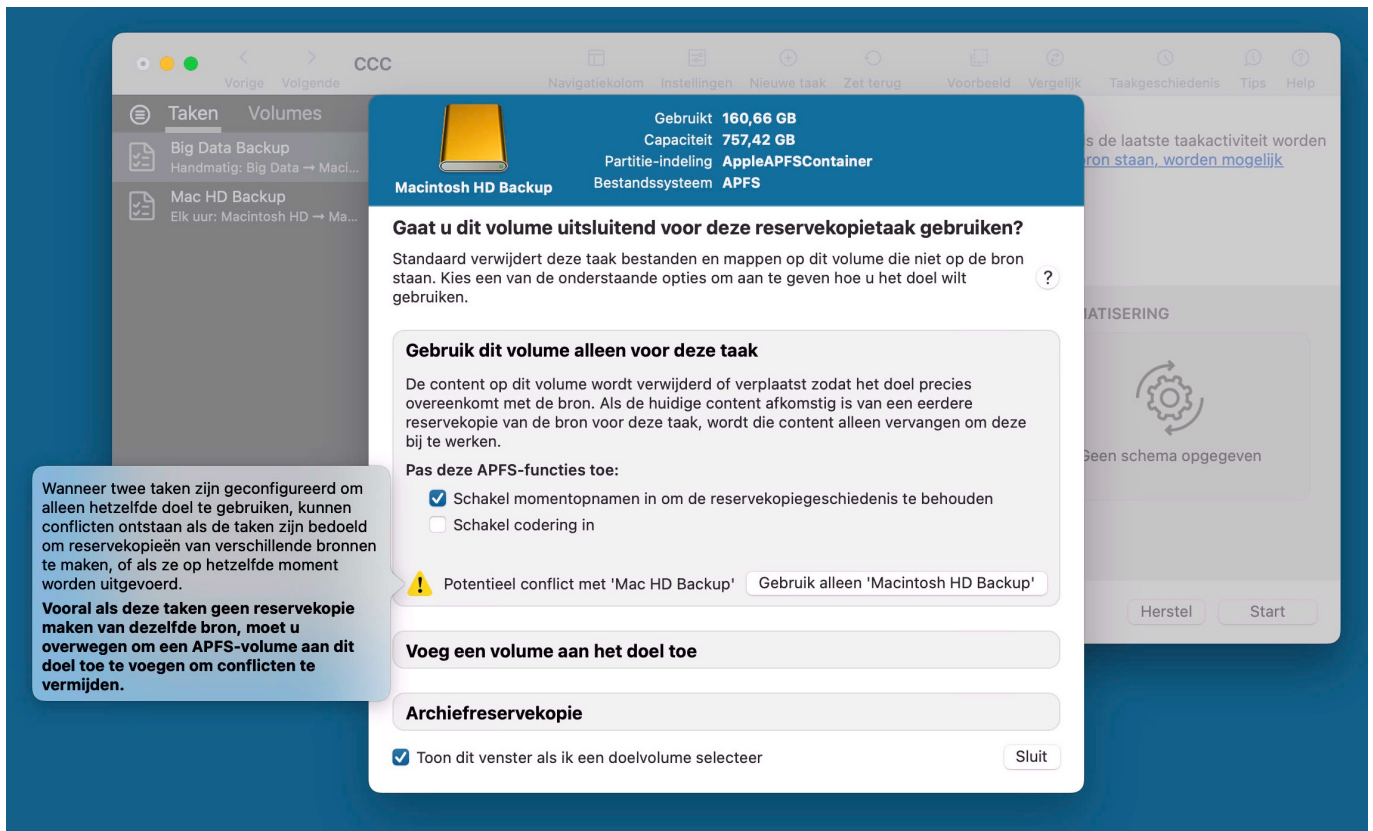 CCC
Vorige Volgende
Navigatiekolom Instellingen Nieuwe taak Zet terug Voorbeeld Vergelijk Taakgeschiedenis Tips Help
Taken Volumes
Big Data Backup
Handmatig: Big Data → Maci...
Mac HD Backup
Elk uur: Macintosh HD → Ma...
Macintosh HD Backup
Gebruikt 160,66 GB
Capaciteit 757,42 GB
Partitie-indeling AppleAPFSContainer
Bestandssysteem APFS
de laatste taakactiviteit worden
staan, worden mogelijk
Gaat u dit volume uitsluitend voor deze reservekopietaak gebruiken?
Standaard verwijdert deze taak bestanden en mappen op dit volume die niet op de bron
staan. Kies een van de onderstaande opties om aan te geven hoe u het doel wilt
gebruiken.
?
Gebruik dit volume alleen voor deze taak
De content op dit volume wordt verwijderd of verplaatst zodat het doel precies
overeenkomt met de bron. Als de huidige content afkomstig is van een eerdere
reservekopie van de bron voor deze taak, wordt die content alleen vervangen om deze
bij te werken.
Pas deze APFS-functies toe:
Schakel momentopnamen in om de reservekopiegeschiedenis te behouden
Schakel codering in
Potentieel conflict met 'Mac HD Backup' Gebruik alleen 'Macintosh HD Backup'
Voeg een volume aan het doel toe
Archiefreservekopie
Toon dit venster als ik een doelvolume selecteer
Sluit
Wanneer twee taken zijn geconfigureerd om
alleen hetzelfde doel te gebruiken, kunnen
conflicten ontstaan als de taken zijn bedoeld
om reservekopieën van verschillende bronnen
te maken, of als ze op hetzelfde moment
worden uitgevoerd.
Vooral als deze taken geen reservekopie
maken van dezelfde bron, moet u
overwegen om een APFS-volume aan dit
doel toe te voegen om conflicten te
vermijden.
MATISERING
Geen schema opgegeven
Herstel Start